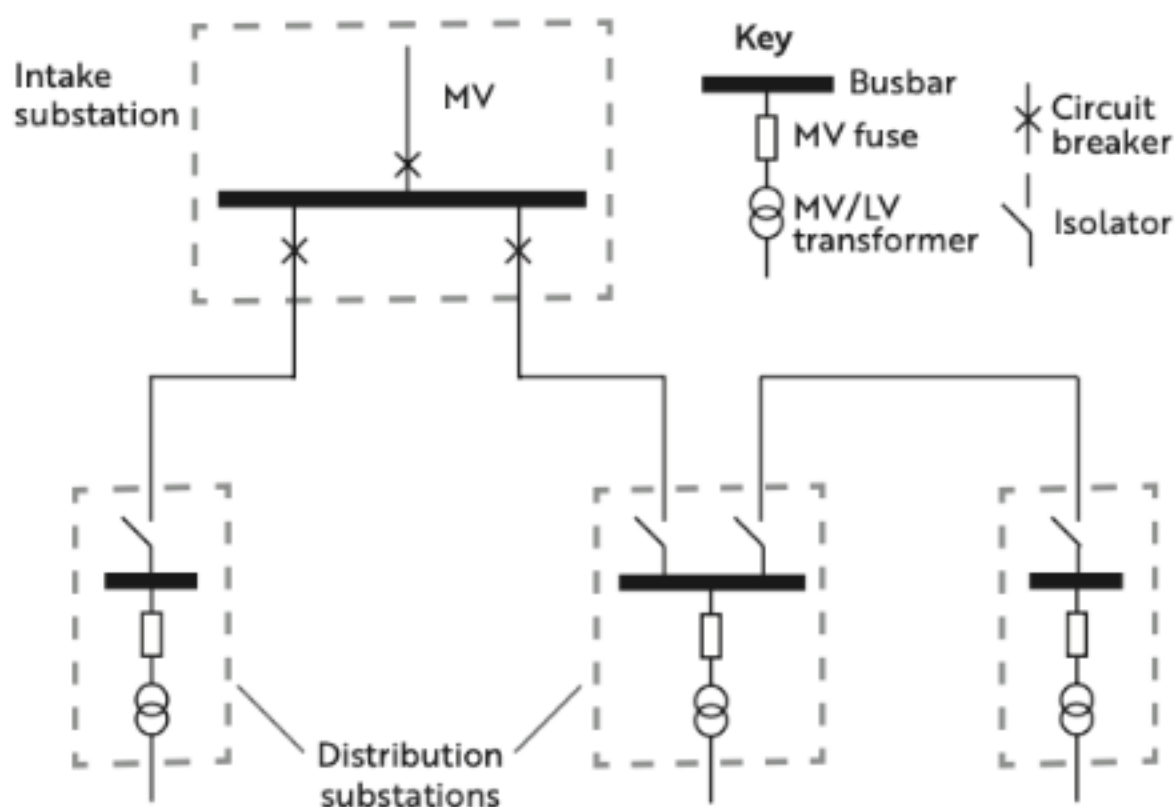 Intake
substation
MV
Key
Busbar
MV fuse
MV/LV
transformer
Circuit
breaker
Isolator
Distribution
substations